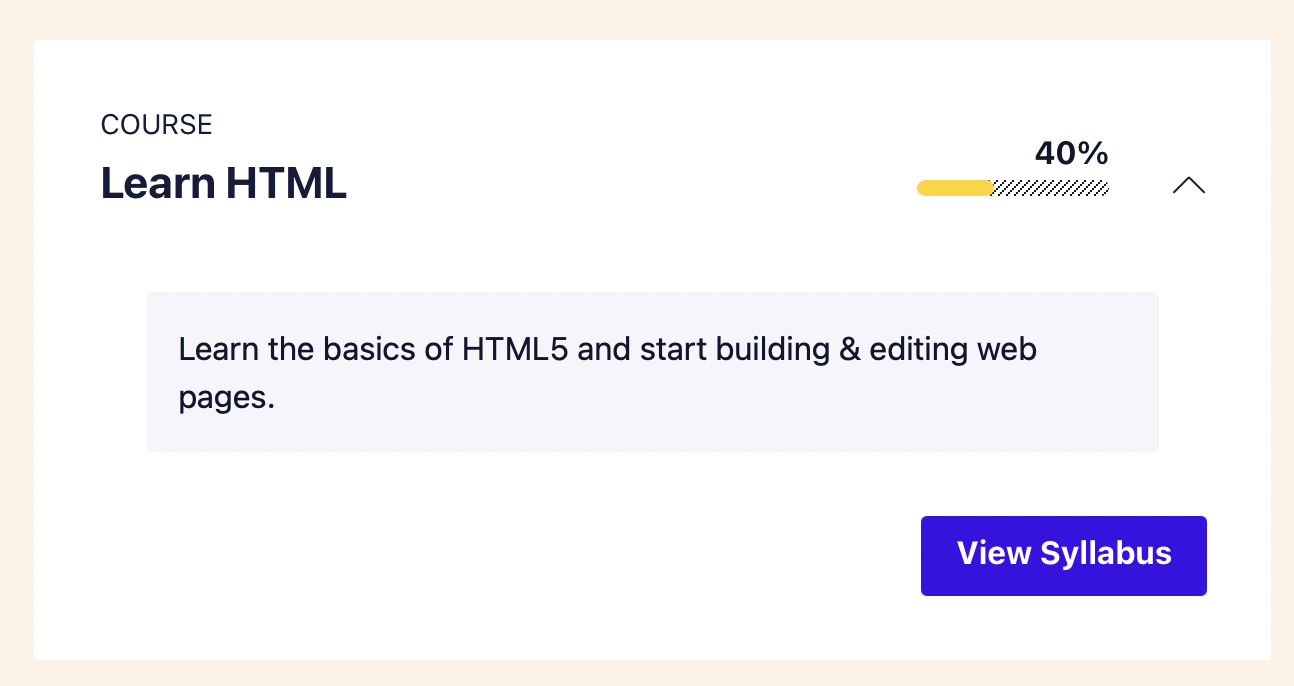 COURSE
Learn HTML
40%
Learn the basics of HTML5 and start building & editing web
pages.
View Syllabus